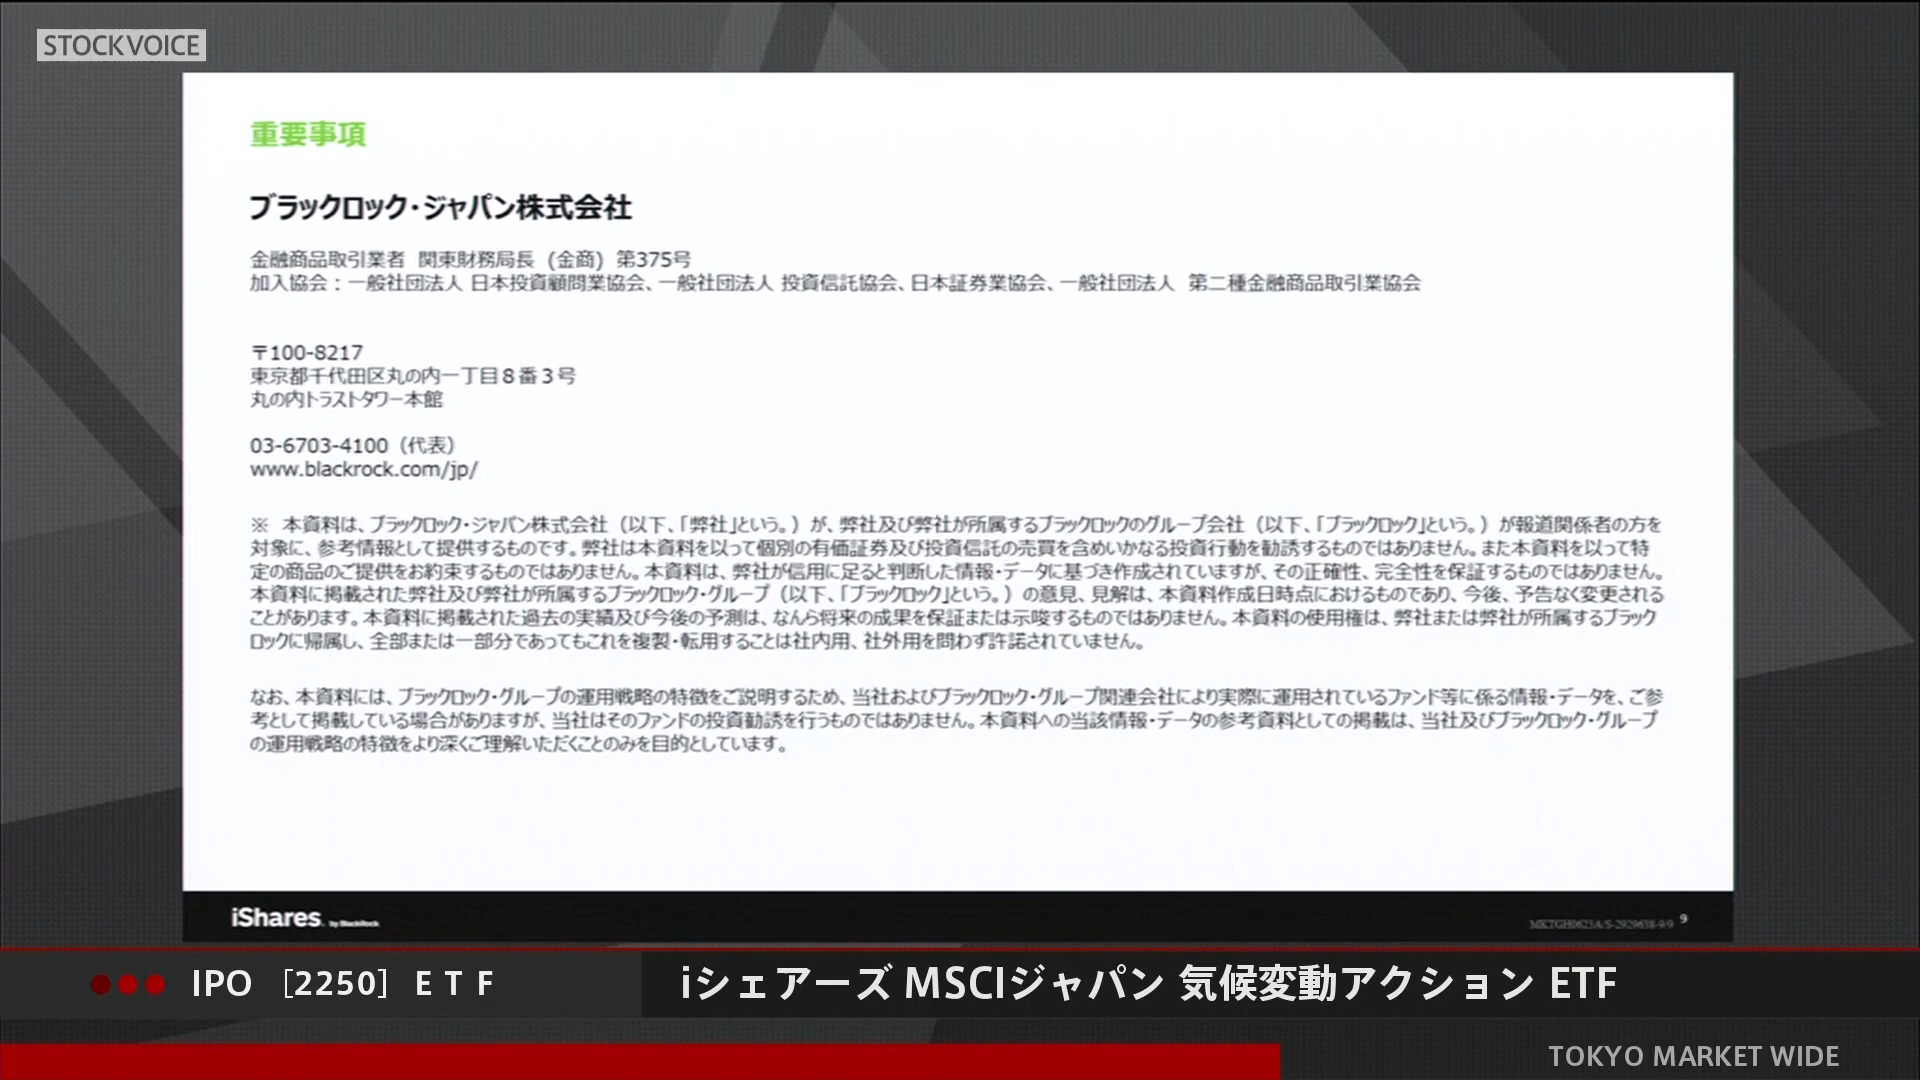 STOCKVOICE
重要事項
ブラックロック・ジャパン株式会社
金融商品取引業者 関東財務局長 (金商) 第375号
加入協会：一般社団法人 日本投資顧問業協会、一般社団法人 投資信託協会、日本証券業協会、一般社団法人 第二種金融商品取引業協会
〒100-8217
東京都千代田区丸の内一丁目８番３号
丸の内トラストタワー本館
03-6703-4100（代表）
www.blackrock.com/jp/
※ 本資料は、ブラックロック・ジャパン株式会社（以下、「弊社」という。）が、弊社及び弊社が所属するブラックロックのグループ会社（以下、「ブラックロック」という。）が報道関係者の方を
対象に、参考情報として提供するものです。弊社は本資料を以って個別の有価証券及び投資信託の売買を含めいかなる投資行動を勧誘するものではありません。また本資料を以って特
定の商品のご提供をお約束するものではありません。本資料は、弊社が信用に足ると判断した情報・データに基づき作成されていますが、その正確性、完全性を保証するものではありません。
本資料に掲載された弊社及び弊社が所属するブラックロック・グループ（以下、「ブラックロック」という。）の意見、見解は、本資料作成日時点におけるものであり、今後、予告なく変更される
ことがあります。本資料に掲載された過去の実績及び今後の予測は、なんら将来の成果を保証または示唆するものではありません。本資料の使用権は、弊社または弊社が所属するブラック
ロックに帰属し、全部または一部分であってもこれを複製・転用することは社内用、社外用を問わず許諾されていません。
なお、本資料には、ブラックロック・グループの運用戦略の特徴をご説明するため、当社およびブラックロック・グループ関連会社により実際に運用されているファンド等に係る情報・データを、ご参
考として掲載している場合がありますが、当社はそのファンドの投資勧誘を行うものではありません。本資料への当該情報・データの参考資料としての掲載は、当社及びブラックロック・グループ
の運用戦略の特徴をより深くご理解いただくことのみを目的としています。
iShares. by BlackRock
MKTGH0623A/S-2929638-9/9 9
IPO ［2250］ＥＴＦ
iシェアーズ MSCIジャパン 気候変動アクション ETF
TOKYO MARKET WIDE